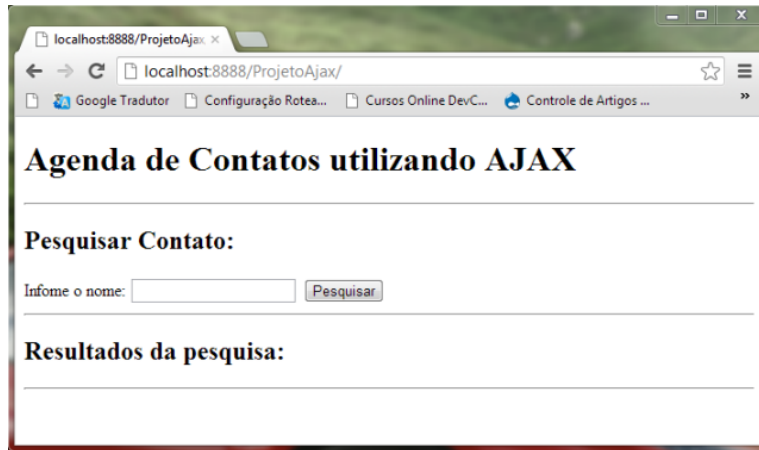 localhost:8888/ProjetoAjax
localhost:8888/ProjetoAjax/
Google Tradutor Configuração Rotea... Cursos Online DevC... Controle de Artigos ... »
Agenda de Contatos utilizando AJAX
Pesquisar Contato:
Infome o nome: Pesquisar
Resultados da pesquisa: